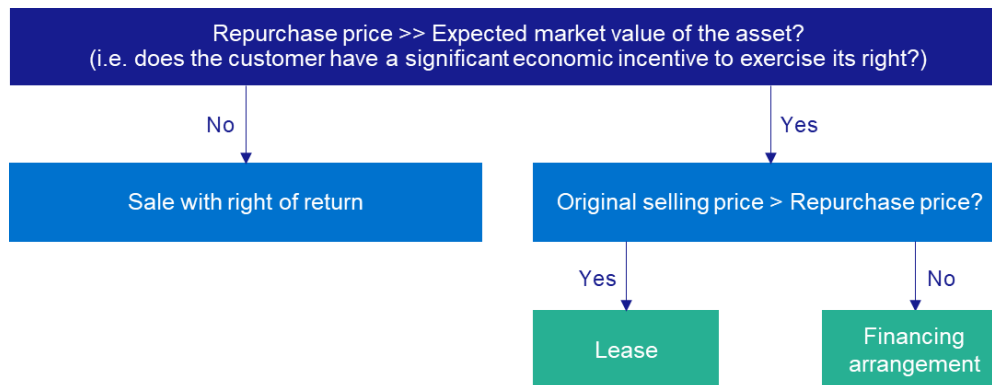 Repurchase price >> Expected market value of the asset?
(i.e. does the customer have a significant economic incentive to exercise its right?)
No
Yes
Sale with right of return
Original selling price > Repurchase price?
Yes
No
Lease
Financing
arrangement